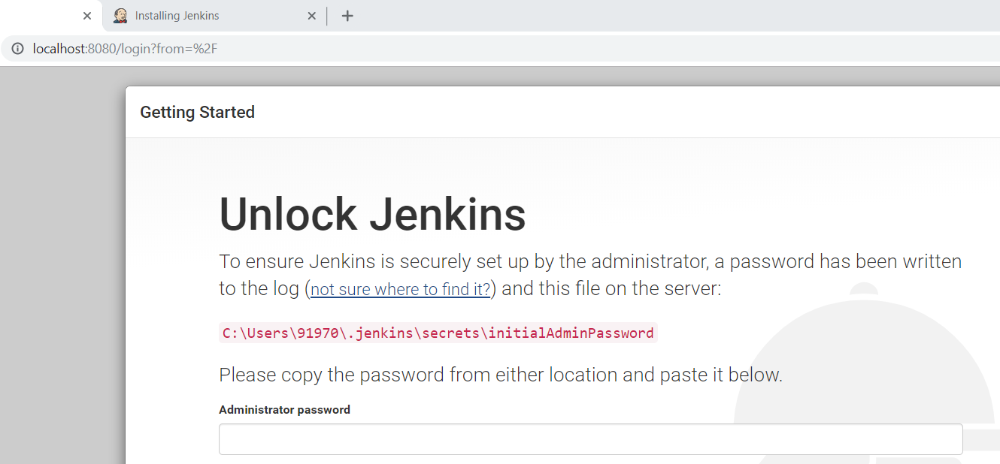 Installing Jenkins
localhost:8080/login?from=%2F
Getting Started
Unlock Jenkins
To ensure Jenkins is securely set up by the administrator, a password has been written
to the log (not sure where to find it?) and this file on the server:
C:\Users\91970\.jenkins\secrets\initialAdminPassword
Please copy the password from either location and paste it below.
Administrator password